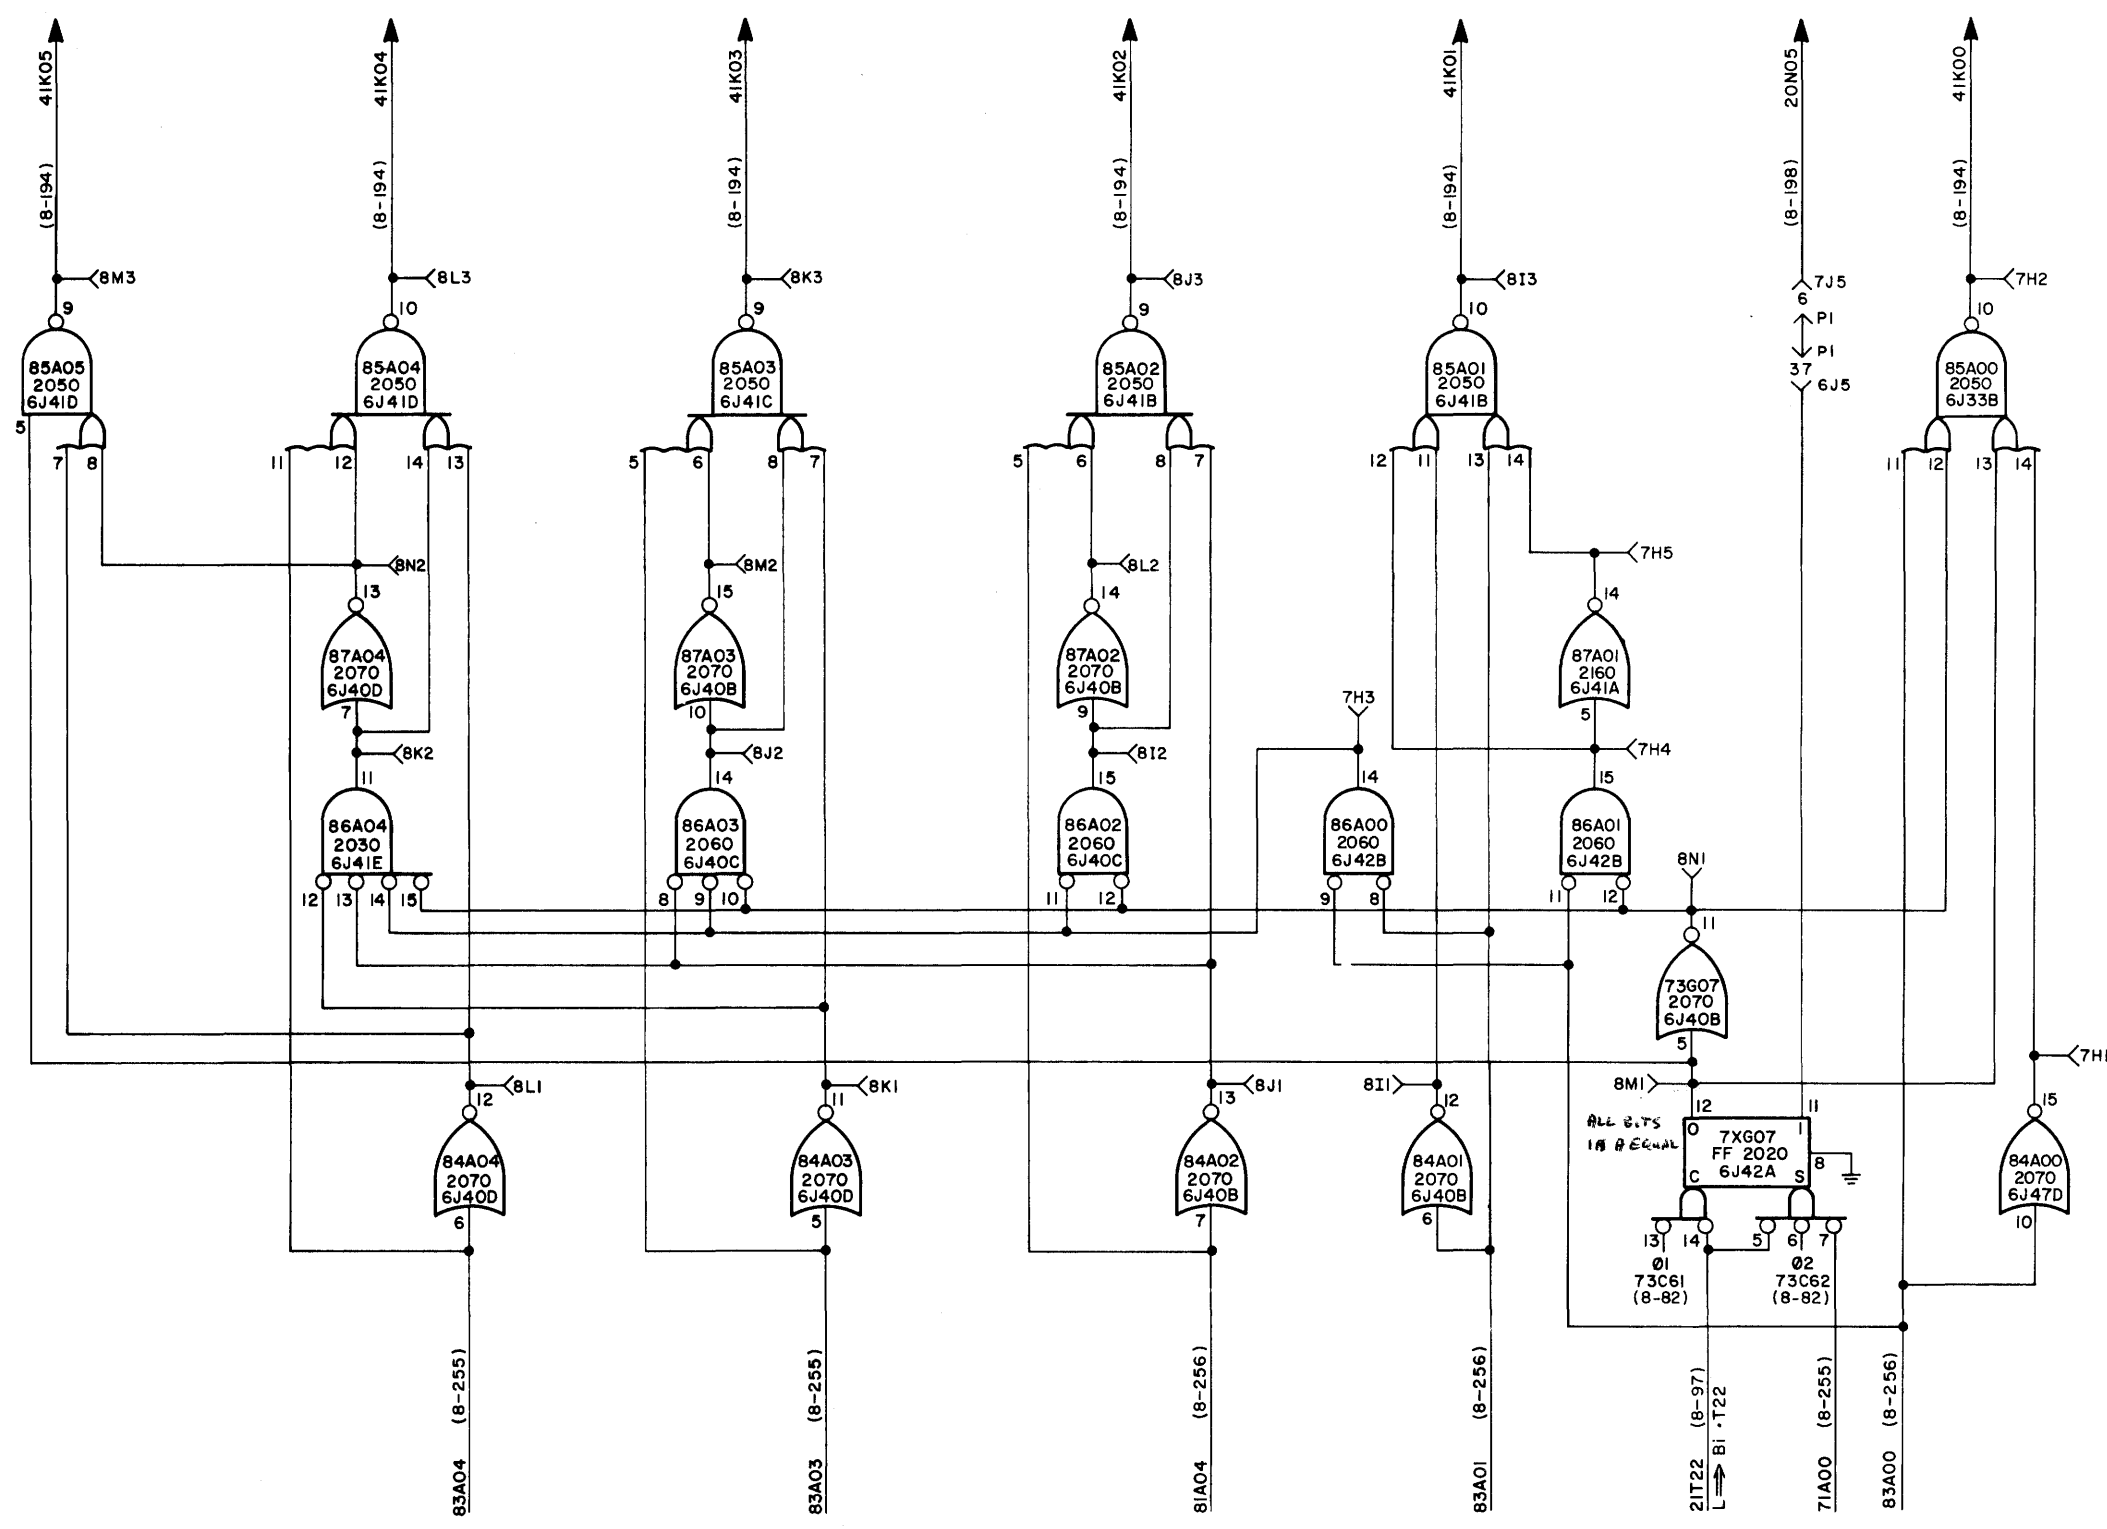 41K05
41K04
41K03
41K02
41K01
20N05
41K00
(8-194)
(8-194)
(8-194)
(8-194)
(8-194)
(8-198)
(8-194)
8M3
8L3
8K3
8J3
8I3
7J5
7H2
9
10
9
9
10
6
P1
P1
37
6J5
10
85A05
2050
6J41D
85A04
2050
6J41D
85A03
2050
6J41C
85A02
2050
6J41B
85A01
2050
6J41B
85A00
2050
6J33B
5
7 8
11 12 14 13
5 6 8 7
5 6 8 7
12 11 13 14
11 12 13 14
8N2
8M2
8L2
7H5
13
15
14
14
87A04
2070
6J40D
87A03
2070
6J40B
87A02
2070
6J40B
87A01
2160
6J41A
7
10
9
5
7H3
8K2
8J2
8I2
7H4
11
14
15
14
15
86A04
2030
6J41E
86A03
2060
6J40C
86A02
2060
6J40C
86A00
2060
6J42B
86A01
2060
6J42B
8N1
12 13 14 15
8 9 10
11 12
9 8
11 12
11
73G07
2070
6J40B
5
8L1
8K1
8J1
8I1
8M1
7H1
12
11
13
12
12
11
15
ALL BITS
IN A EQUAL
84A04
2070
6J40D
84A03
2070
6J40D
84A02
2070
6J40B
84A01
2070
6J40B
0 1
7XG07
FF 2020
6J42A
C S
8
84A00
2070
6J47D
6
5
7
6
13 14
5 6 7
10
Ø1
73C61
(8-82)
Ø2
73C62
(8-82)
83A04 (8-255)
83A03 (8-255)
81A04 (8-256)
83A01 (8-256)
21T22 (8-97)
L⟹Bi·T22
71A00 (8-255)
83A00 (8-256)